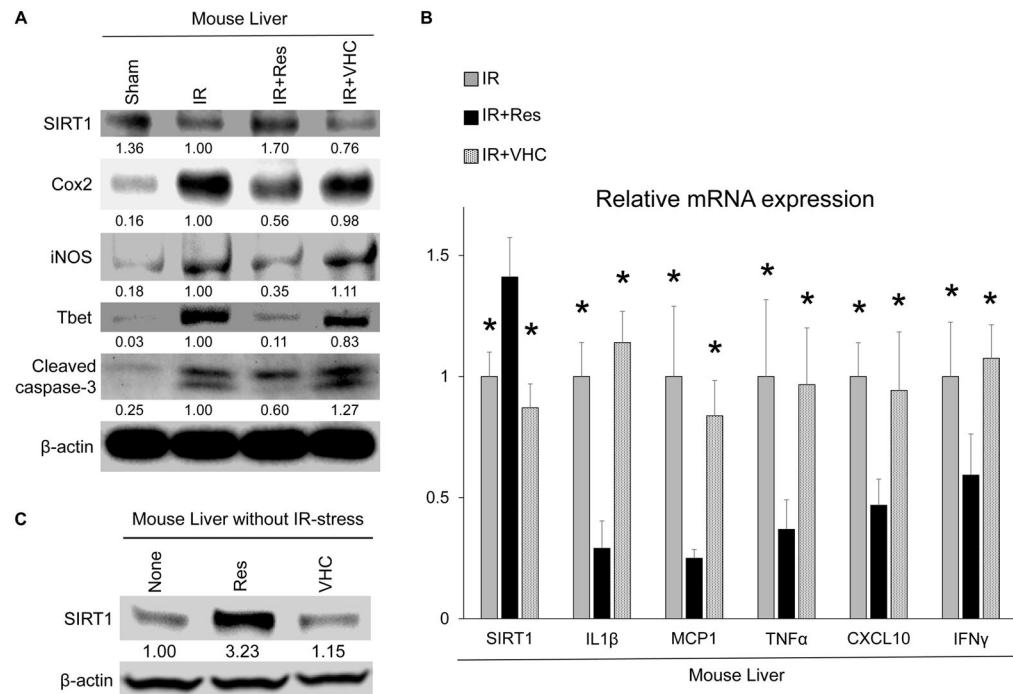 A
Mouse Liver
Sham
IR
IR+Res
IR+VHC
SIRT1
1.36 1.00 1.70 0.76
Cox2
0.16 1.00 0.56 0.98
iNOS
0.18 1.00 0.35 1.11
Tbet
0.03 1.00 0.11 0.83
Cleaved
caspase-3
0.25 1.00 0.60 1.27
β-actin
C
Mouse Liver without IR-stress
None
Res
VHC
SIRT1
1.00 3.23 1.15
β-actin
B
IR
IR+Res
IR+VHC
Relative mRNA expression
1.5
1
0.5
0
* * * * * * * * * * * *
SIRT1 IL1β MCP1 TNFα CXCL10 IFNγ
Mouse Liver